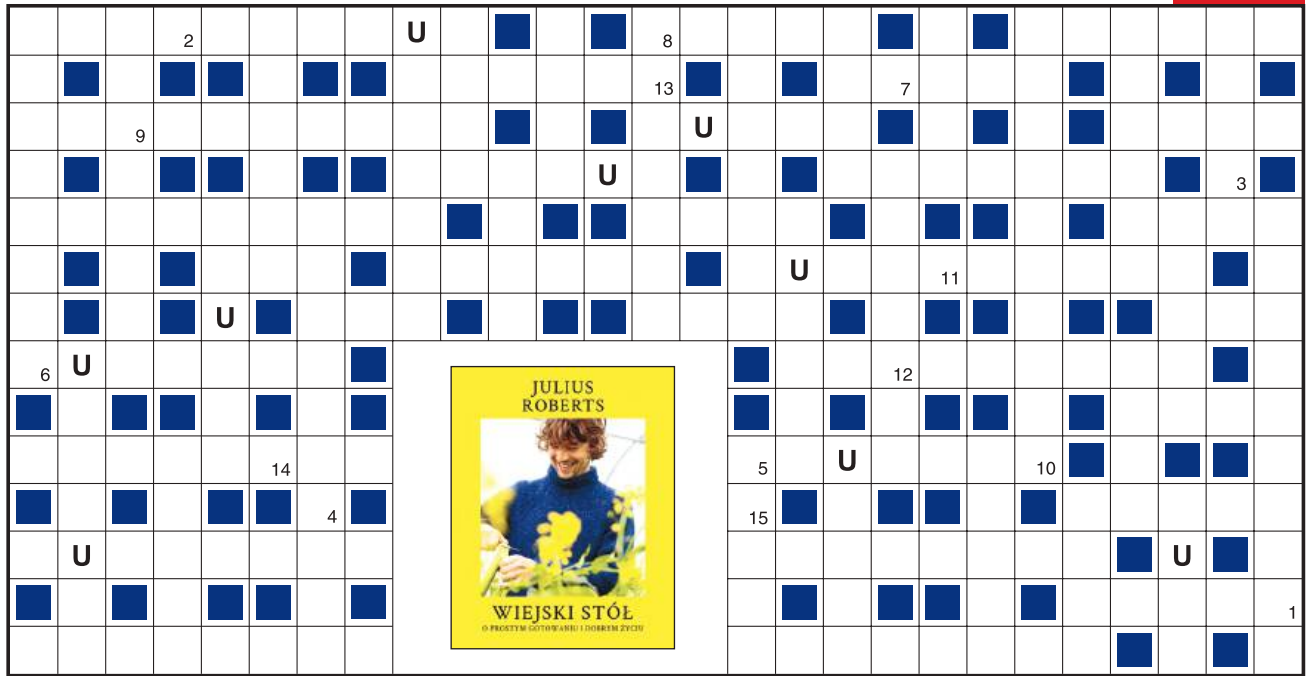 U
2 8
13 7
9 U
U 3
U 11
U
6 U 12
JULIUS
ROBERTS
14 5 U 10
4 15
U U
WIEJSKI STÓŁ
O PROSTYM GOTOWANIU I DOBRYM ŻYCIU
1